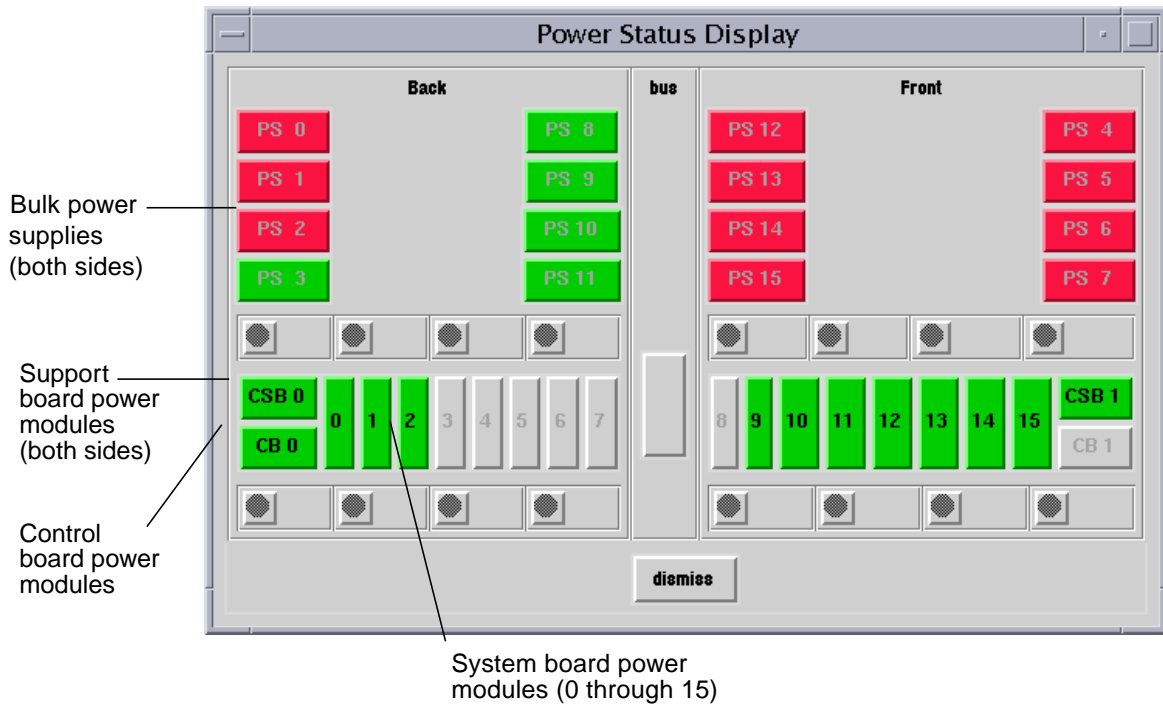 Power Status Display
Back
bus
Front
PS 0
PS 8
PS 12
PS 4
PS 1
PS 9
PS 13
PS 5
PS 2
PS 10
PS 14
PS 6
PS 3
PS 11
PS 15
PS 7
Bulk power
supplies
(both sides)
Support
board power
modules
(both sides)
Control
board power
modules
CSB 0
CB 0
0
1
2
3
4
5
6
7
8
9
10
11
12
13
14
15
CSB 1
CB 1
dismiss
System board power
modules (0 through 15)